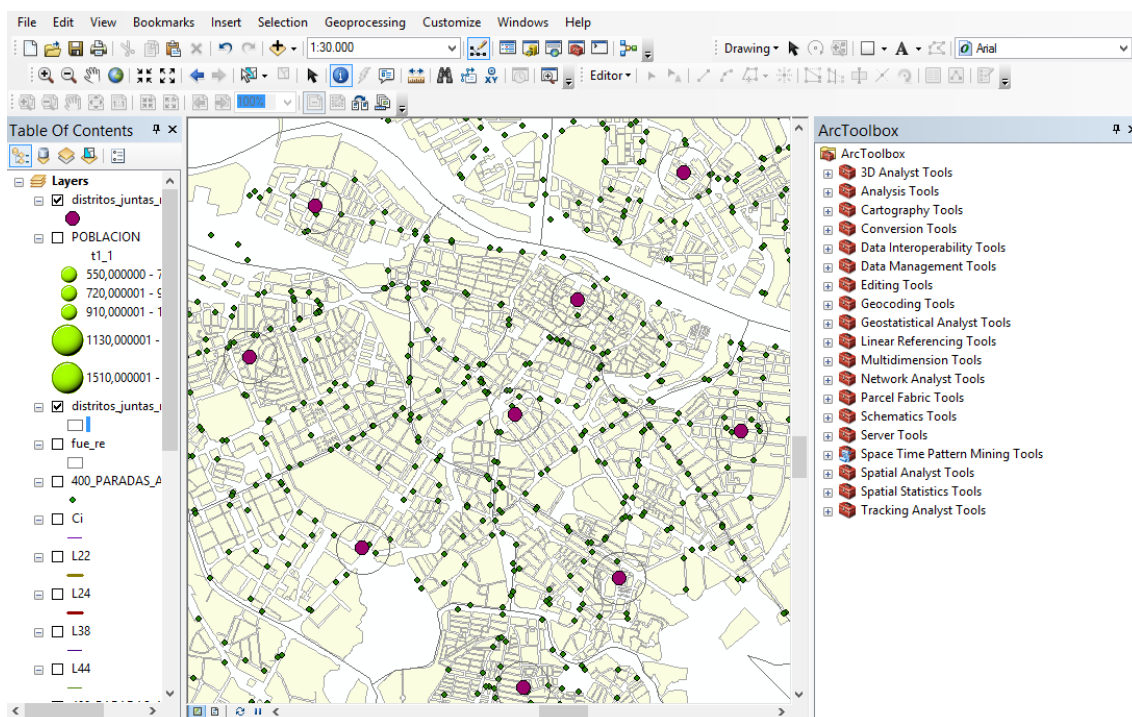 File Edit View Bookmarks Insert Selection Geoprocessing Customize Windows Help
1:30.000 Drawing A Arial
Editor
100%
Table Of Contents
Layers
distritos_juntas_r
POBLACION
t1_1
550,000000 - 7
720,000001 - 9
910,000001 - 1
1130,000001 -
1510,000001 -
distritos_juntas_r
fue_re
400_PARADAS_A
Ci
L22
L24
L38
L44
ArcToolbox
ArcToolbox
3D Analyst Tools
Analysis Tools
Cartography Tools
Conversion Tools
Data Interoperability Tools
Data Management Tools
Editing Tools
Geocoding Tools
Geostatistical Analyst Tools
Linear Referencing Tools
Multidimension Tools
Network Analyst Tools
Parcel Fabric Tools
Schematics Tools
Server Tools
Space Time Pattern Mining Tools
Spatial Analyst Tools
Spatial Statistics Tools
Tracking Analyst Tools